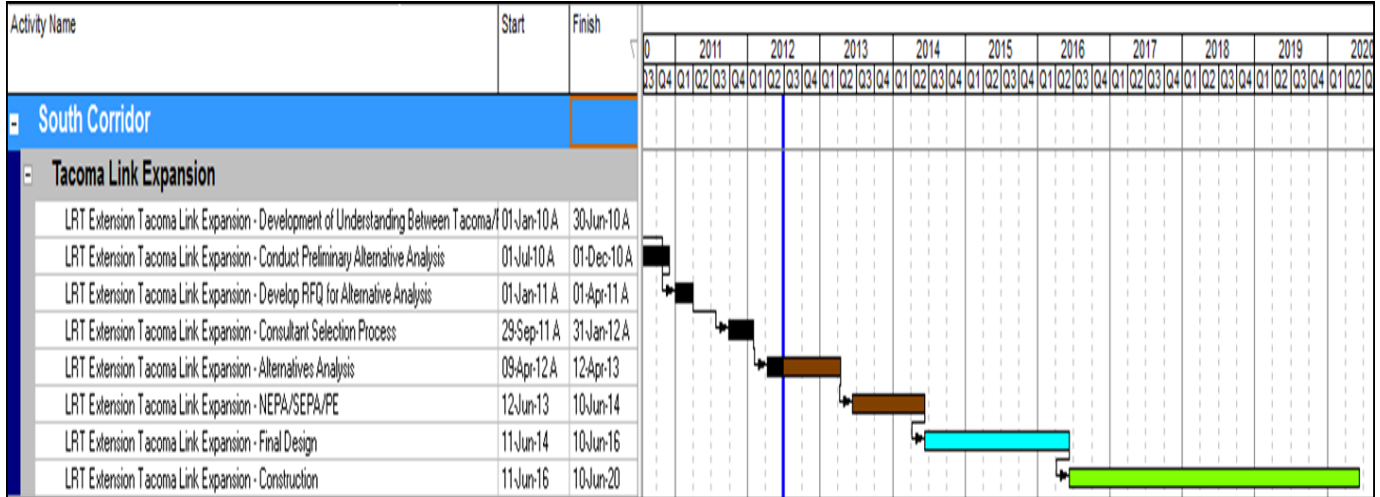 Activity Name Start Finish
0 2011 2012 2013 2014 2015 2016 2017 2018 2019 2020
Q3 Q4 Q1 Q2 Q3 Q4 Q1 Q2 Q3 Q4 Q1 Q2 Q3 Q4 Q1 Q2 Q3 Q4 Q1 Q2 Q3 Q4 Q1 Q2 Q3 Q4 Q1 Q2 Q3 Q4 Q1 Q2 Q3 Q4 Q1 Q2 Q3 Q4 Q1 Q2 Q
South Corridor
Tacoma Link Expansion
LRT Extension Tacoma Link Expansion - Development of Understanding Between Tacoma/ 01-Jan-10 A 30-Jun-10 A
LRT Extension Tacoma Link Expansion - Conduct Preliminary Alternative Analysis 01-Jul-10 A 01-Dec-10 A
LRT Extension Tacoma Link Expansion - Develop RFQ for Alternative Analysis 01-Jan-11 A 01-Apr-11 A
LRT Extension Tacoma Link Expansion - Consultant Selection Process 29-Sep-11 A 31-Jan-12 A
LRT Extension Tacoma Link Expansion - Alternatives Analysis 09-Apr-12 A 12-Apr-13
LRT Extension Tacoma Link Expansion - NEPA/SEPA/PE 12-Jun-13 10-Jun-14
LRT Extension Tacoma Link Expansion - Final Design 11-Jun-14 10-Jun-16
LRT Extension Tacoma Link Expansion - Construction 11-Jun-16 10-Jun-20